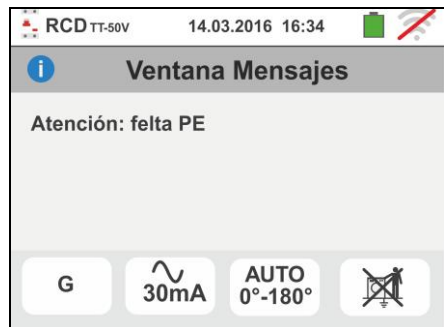 RCD TT-50V 14.03.2016 16:34
i Ventana Mensajes
Atención: felta PE
G 30mA AUTO 0°-180°